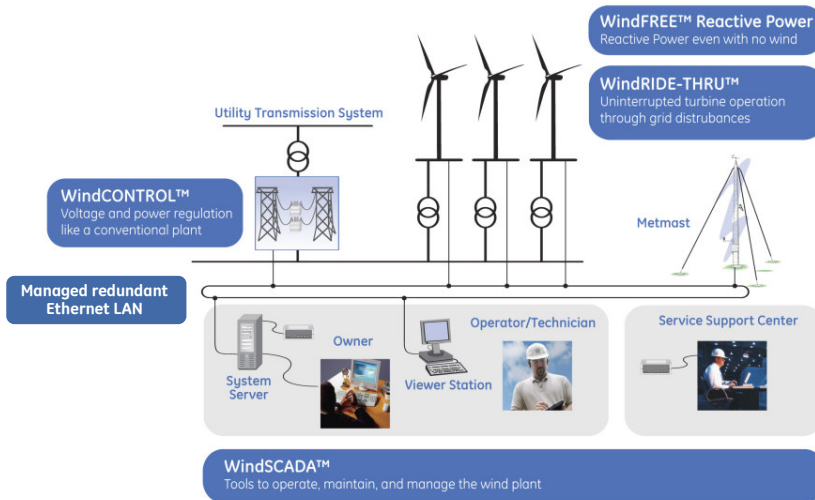 WindFREE™ Reactive Power
Reactive Power even with no wind
WindRIDE-THRU™
Uninterrupted turbine operation
through grid distrubances
Utility Transmission System
WindCONTROL™
Voltage and power regulation
like a conventional plant
Metmast
Managed redundant
Ethernet LAN
Owner
Operator/Technician
Service Support Center
System
Server
Viewer Station
WindSCADA™
Tools to operate, maintain, and manage the wind plant